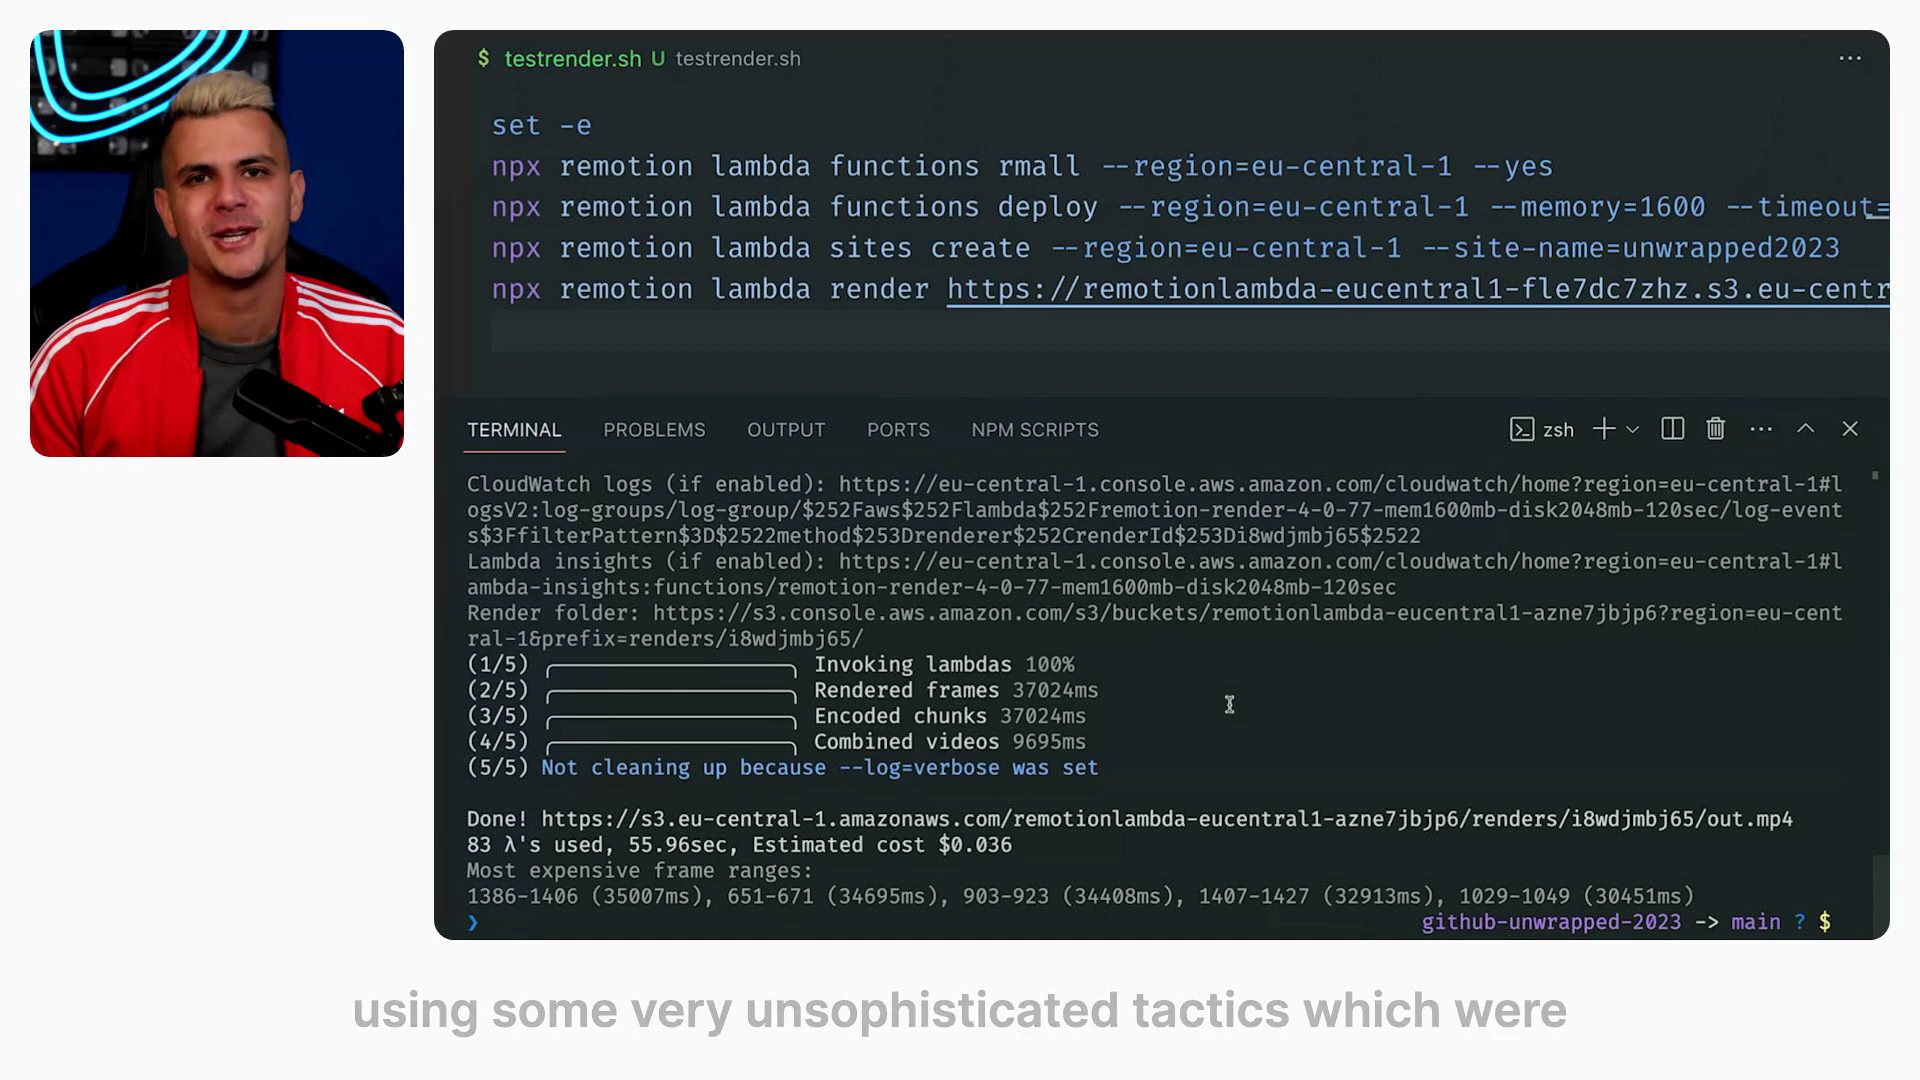 $ testrender.sh U testrender.sh
set -e
npx remotion lambda functions rmall --region=eu-central-1 --yes
npx remotion lambda functions deploy --region=eu-central-1 --memory=1600 --timeout=
npx remotion lambda sites create --region=eu-central-1 --site-name=unwrapped2023
npx remotion lambda render https://remotionlambda-eucentral1-fle7dc7zhz.s3.eu-centr
TERMINAL PROBLEMS OUTPUT PORTS NPM SCRIPTS zsh
CloudWatch logs (if enabled): https://eu-central-1.console.aws.amazon.com/cloudwatch/home?region=eu-central-1#l
ogsV2:log-groups/log-group/$252Faws$252Flambda$252Fremotion-render-4-0-77-mem1600mb-disk2048mb-120sec/log-event
s$3FfilterPattern$3D$2522method$253Drenderer$252CrenderId$253Di8wdjmbj65$2522
Lambda insights (if enabled): https://eu-central-1.console.aws.amazon.com/cloudwatch/home?region=eu-central-1#l
ambda-insights:functions/remotion-render-4-0-77-mem1600mb-disk2048mb-120sec
Render folder: https://s3.console.aws.amazon.com/s3/buckets/remotionlambda-eucentral1-azne7jbjp6?region=eu-cent
ral-1&prefix=renders/i8wdjmbj65/
(1/5) Invoking lambdas 100%
(2/5) Rendered frames 37024ms
(3/5) Encoded chunks 37024ms
(4/5) Combined videos 9695ms
(5/5) Not cleaning up because --log=verbose was set
Done! https://s3.eu-central-1.amazonaws.com/remotionlambda-eucentral1-azne7jbjp6/renders/i8wdjmbj65/out.mp4
83 λ's used, 55.96sec, Estimated cost $0.036
Most expensive frame ranges:
1386-1406 (35007ms), 651-671 (34695ms), 903-923 (34408ms), 1407-1427 (32913ms), 1029-1049 (30451ms)
❯ github-unwrapped-2023 -> main ? $
using some very unsophisticated tactics which were